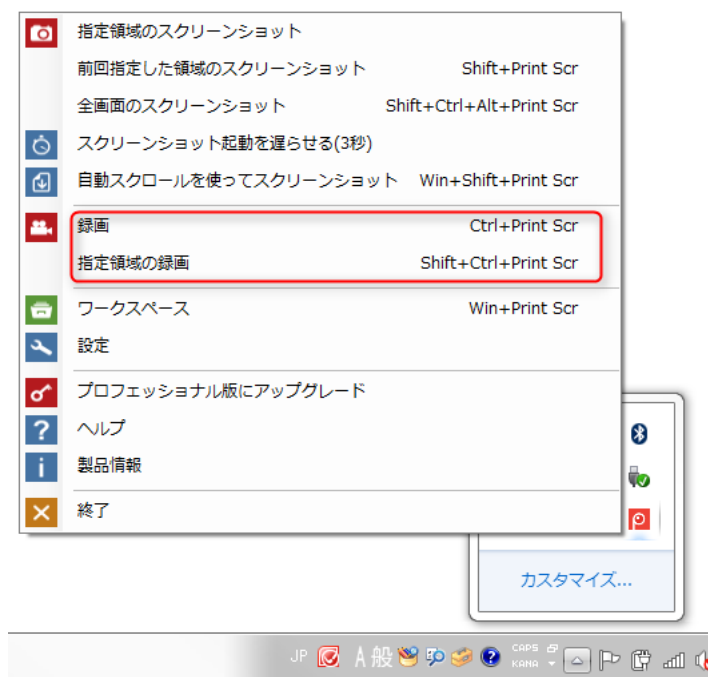 指定領域のスクリーンショット
前回指定した領域のスクリーンショット Shift+Print Scr
全画面のスクリーンショット Shift+Ctrl+Alt+Print Scr
スクリーンショット起動を遅らせる(3秒)
自動スクロールを使ってスクリーンショット Win+Shift+Print Scr
録画 Ctrl+Print Scr
指定領域の録画 Shift+Ctrl+Print Scr
ワークスペース Win+Print Scr
設定
プロフェッショナル版にアップグレード
ヘルプ
製品情報
終了
カスタマイズ...
JP A 般 CAPS
KANA